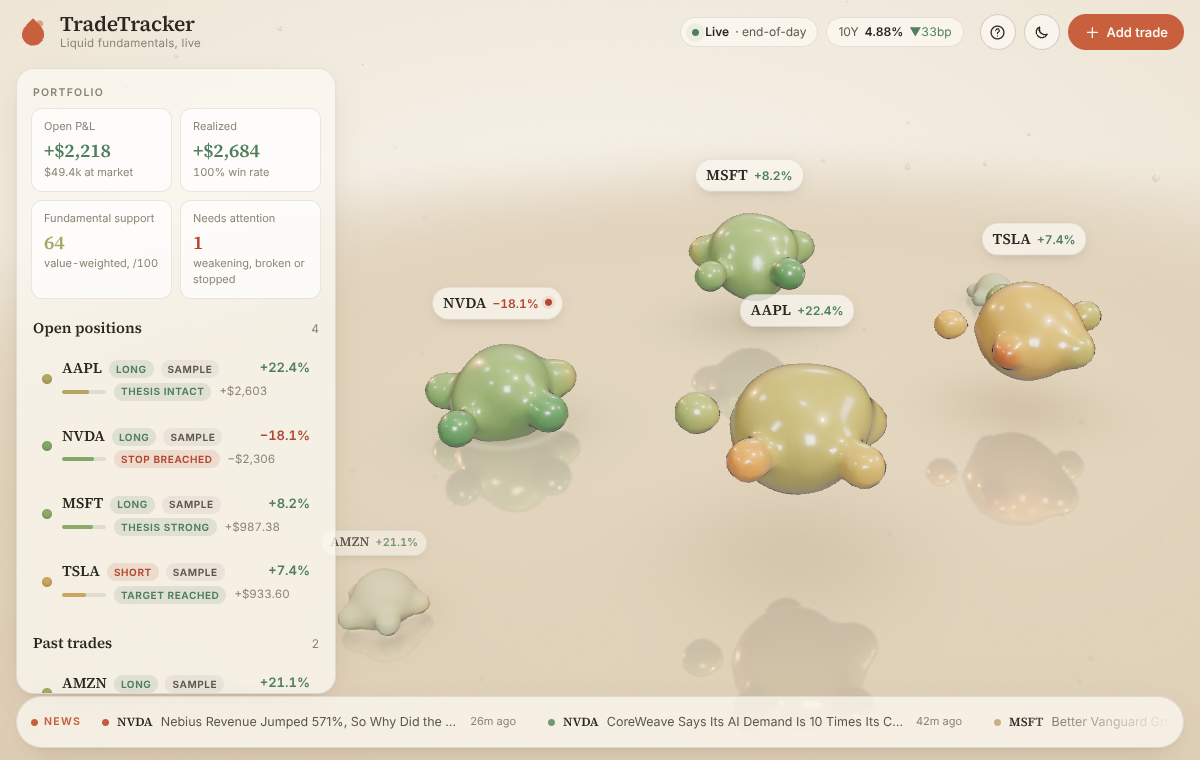 TradeTracker
Liquid fundamentals, live
Live · end-of-day
10Y 4.88% ▼33bp
+ Add trade
PORTFOLIO
Open P&L
+$2,218
$49.4k at market
Realized
+$2,684
100% win rate
Fundamental support
64
value-weighted, /100
Needs attention
1
weakening, broken or
stopped
Open positions 4
AAPL LONG SAMPLE +22.4%
THESIS INTACT +$2,603
NVDA LONG SAMPLE −18.1%
STOP BREACHED −$2,306
MSFT LONG SAMPLE +8.2%
THESIS STRONG +$987.38
TSLA SHORT SAMPLE +7.4%
TARGET REACHED +$933.60
Past trades 2
AMZN LONG SAMPLE +21.1%
MSFT +8.2%
TSLA +7.4%
NVDA −18.1%
AAPL +22.4%
AMZN +21.1%
NEWS NVDA Nebius Revenue Jumped 571%, So Why Did the ... 26m ago NVDA CoreWeave Says Its AI Demand Is 10 Times Its C... 42m ago MSFT Better Vanguard